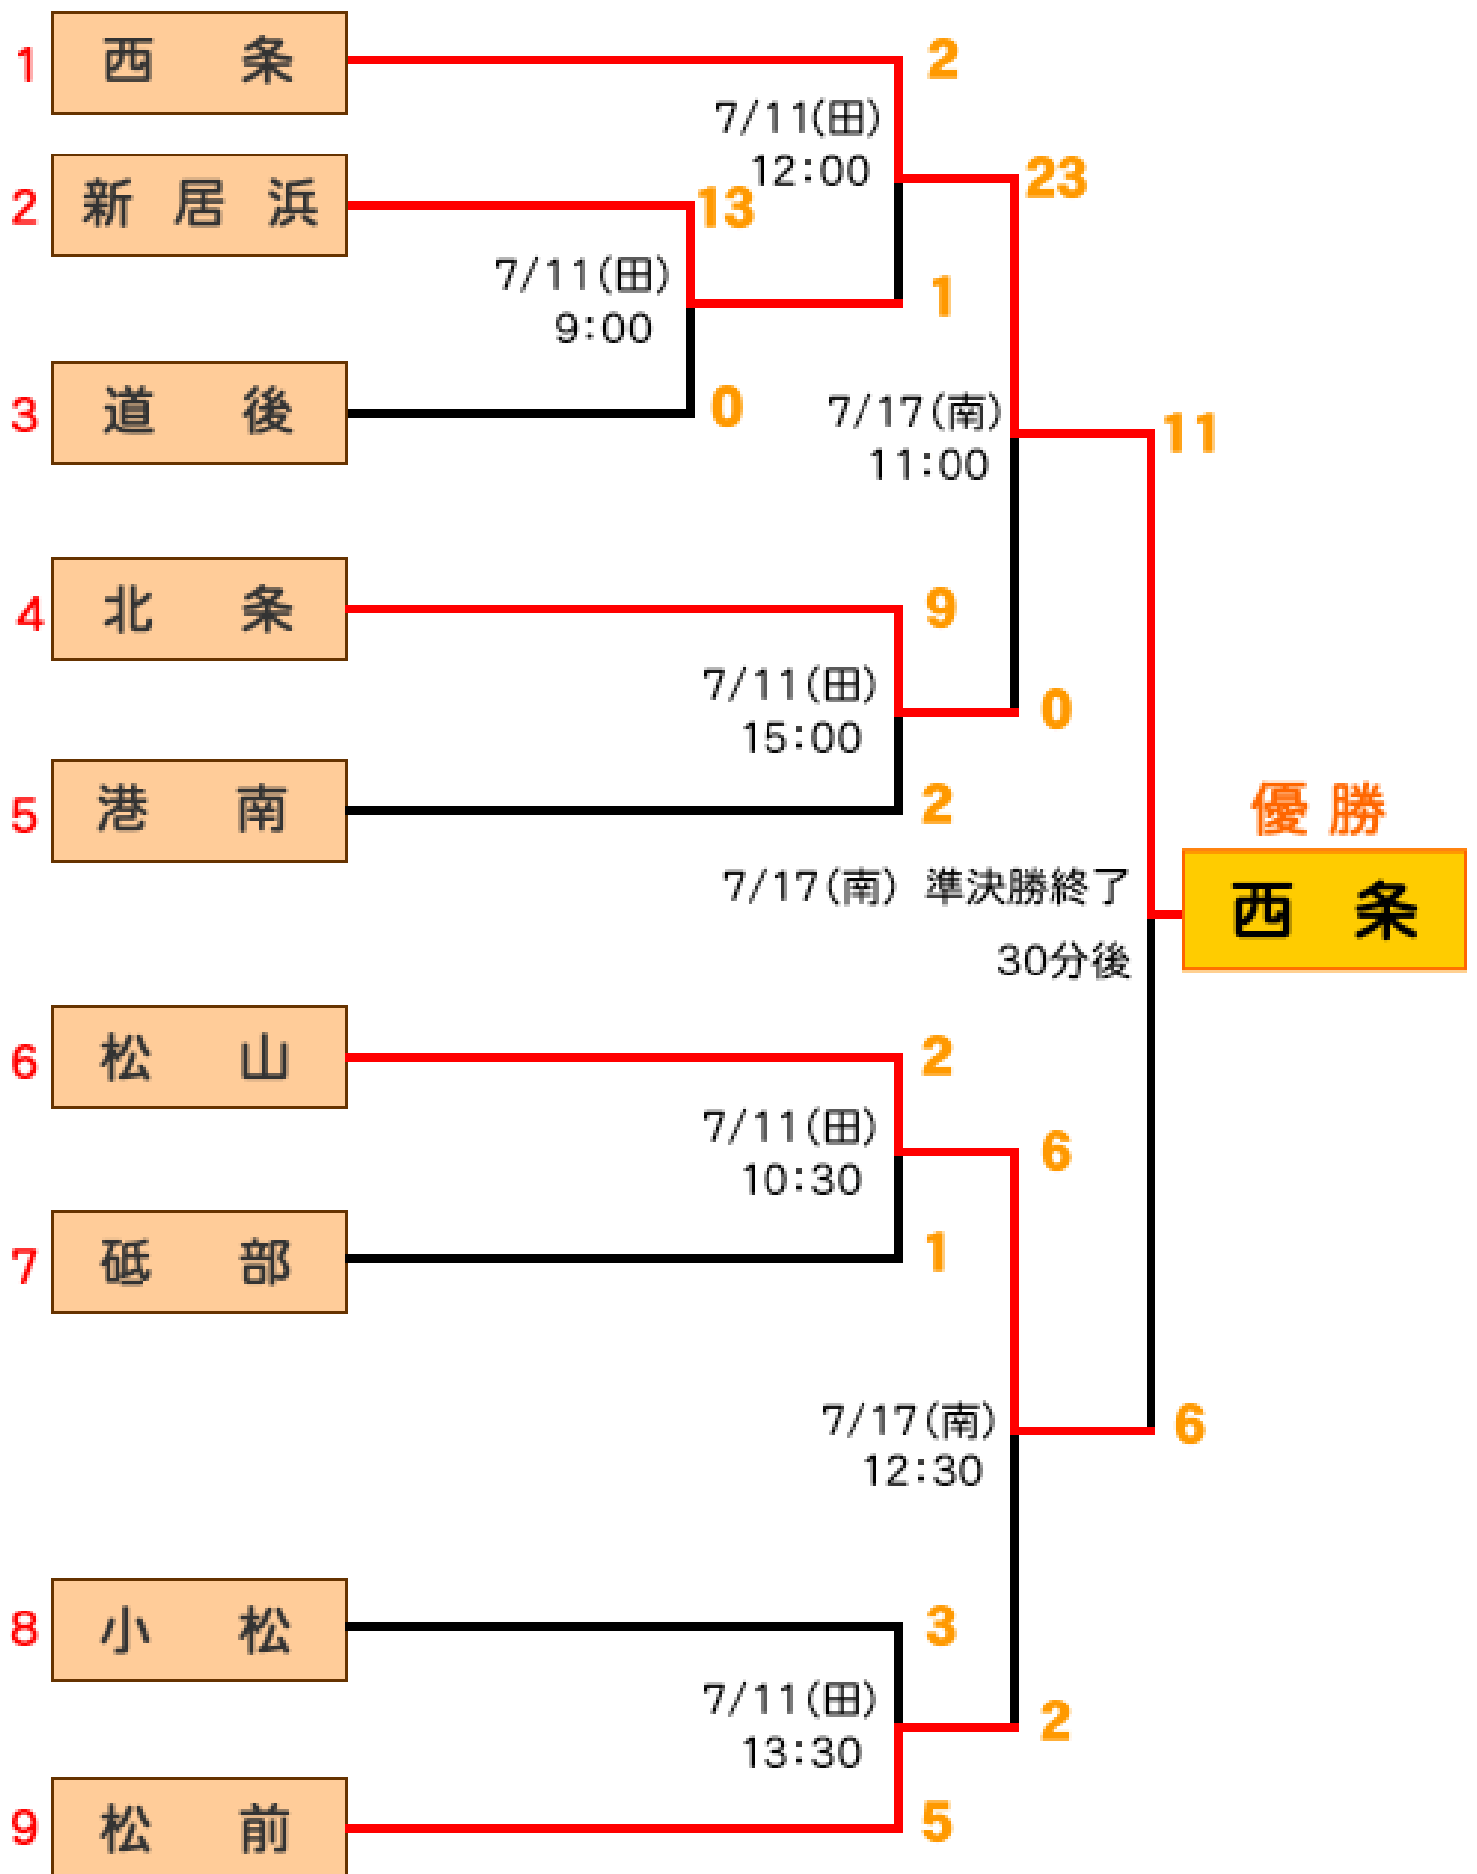 1 西 条 2
7/11(田)
12:00
23
2 新 居 浜 13
7/11(田)
9:00
1
3 道 後 0
7/17(南)
11:00
11
4 北 条 9
7/11(田)
15:00
0
5 港 南 2
優 勝
西 条
7/17(南) 準決勝終了
30分後
6 松 山 2
7/11(田)
10:30
6
7 砥 部 1
7/17(南)
12:30
6
8 小 松 3
7/11(田)
13:30
2
9 松 前 5